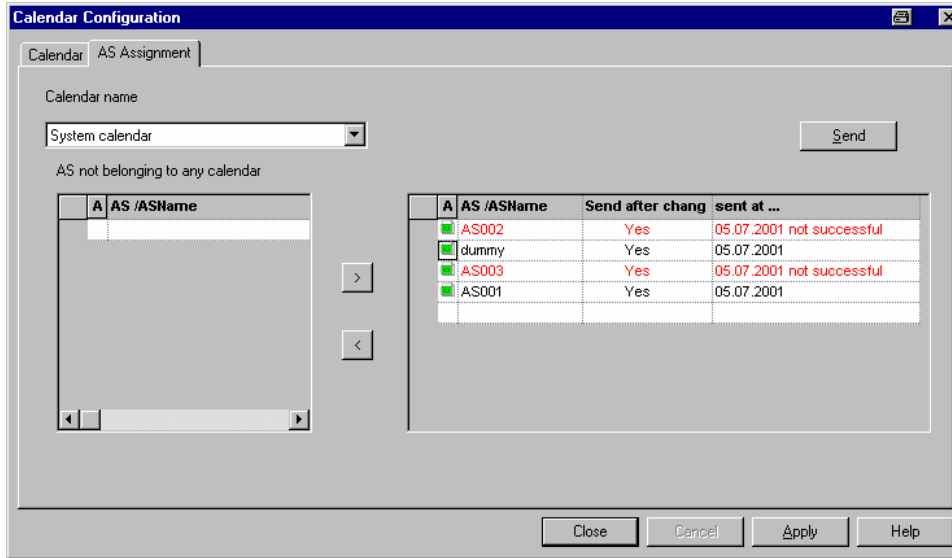 Calendar Configuration
Calendar AS Assignment
Calendar name
System calendar
Send
AS not belonging to any calendar
A AS /ASName
A AS /ASName Send after chang sent at ...
AS002 Yes 05.07.2001 not successful
dummy Yes 05.07.2001
AS003 Yes 05.07.2001 not successful
AS001 Yes 05.07.2001
>
<
Close Cancel Apply Help